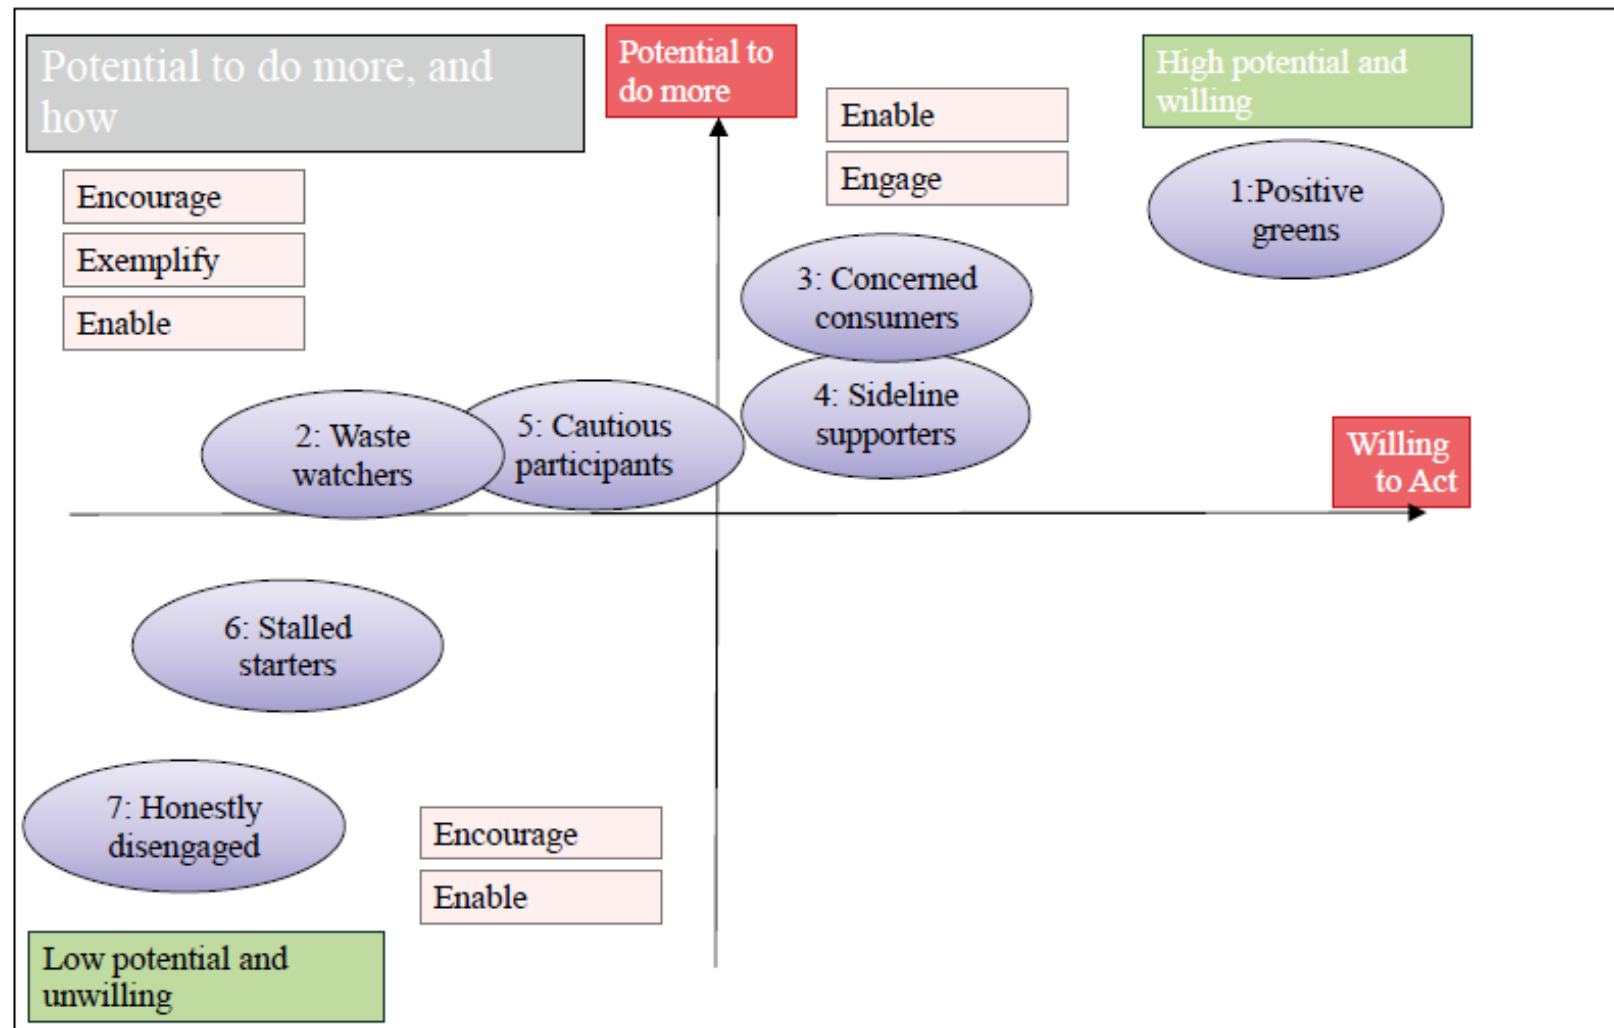 Potential to do more, and
how
Potential to
do more
High potential and
willing
Enable
Engage
Encourage
Exemplify
Enable
1:Positive
greens
3: Concerned
consumers
4: Sideline
supporters
2: Waste
watchers
5: Cautious
participants
Willing
to Act
6: Stalled
starters
7: Honestly
disengaged
Encourage
Enable
Low potential and
unwilling